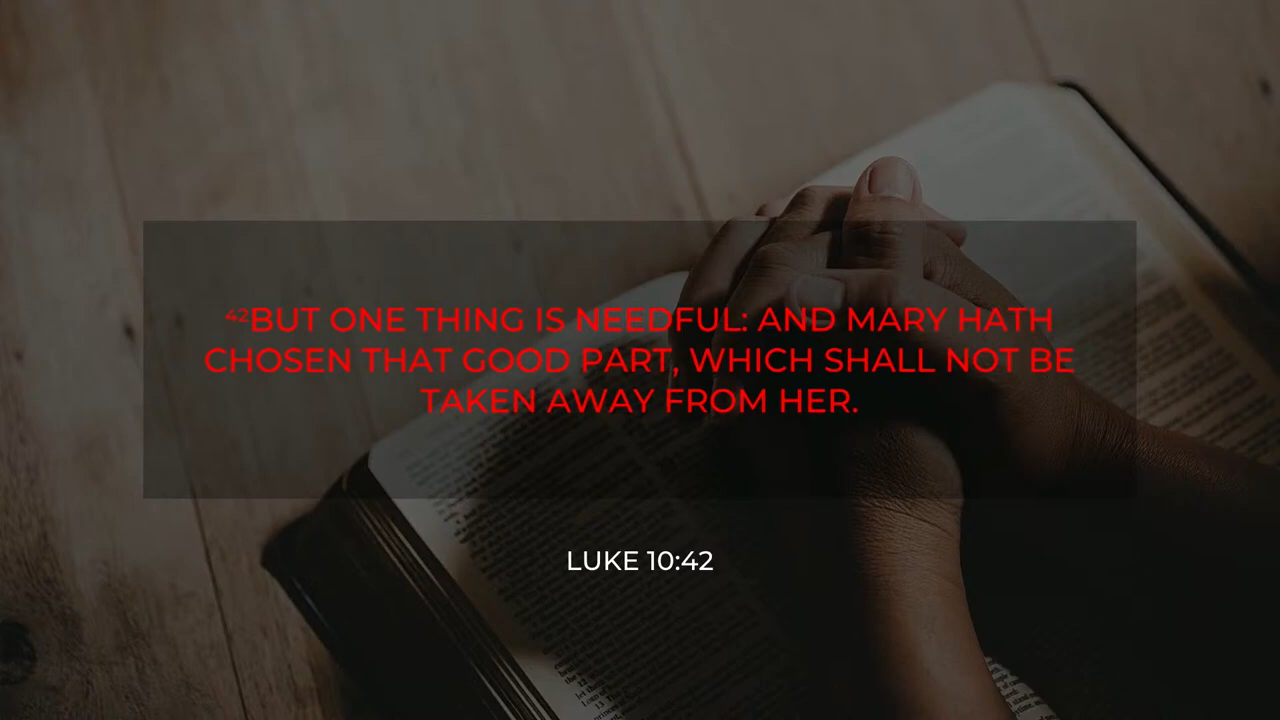 ⁴²BUT ONE THING IS NEEDFUL: AND MARY HATH
CHOSEN THAT GOOD PART, WHICH SHALL NOT BE
TAKEN AWAY FROM HER.
LUKE 10:42